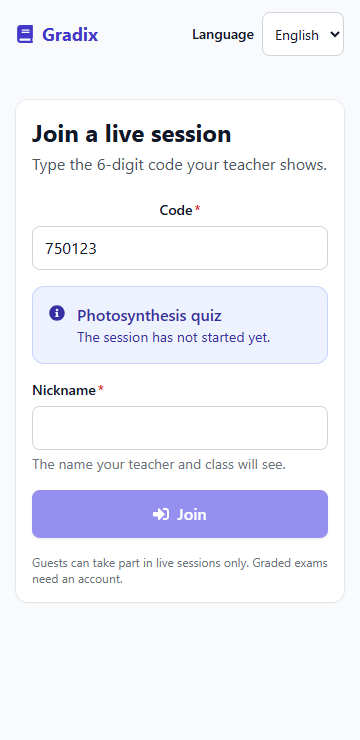 Gradix
Language
English
Join a live session
Type the 6-digit code your teacher shows.
Code*
750123
Photosynthesis quiz
The session has not started yet.
Nickname*
The name your teacher and class will see.
Join
Guests can take part in live sessions only. Graded exams
need an account.